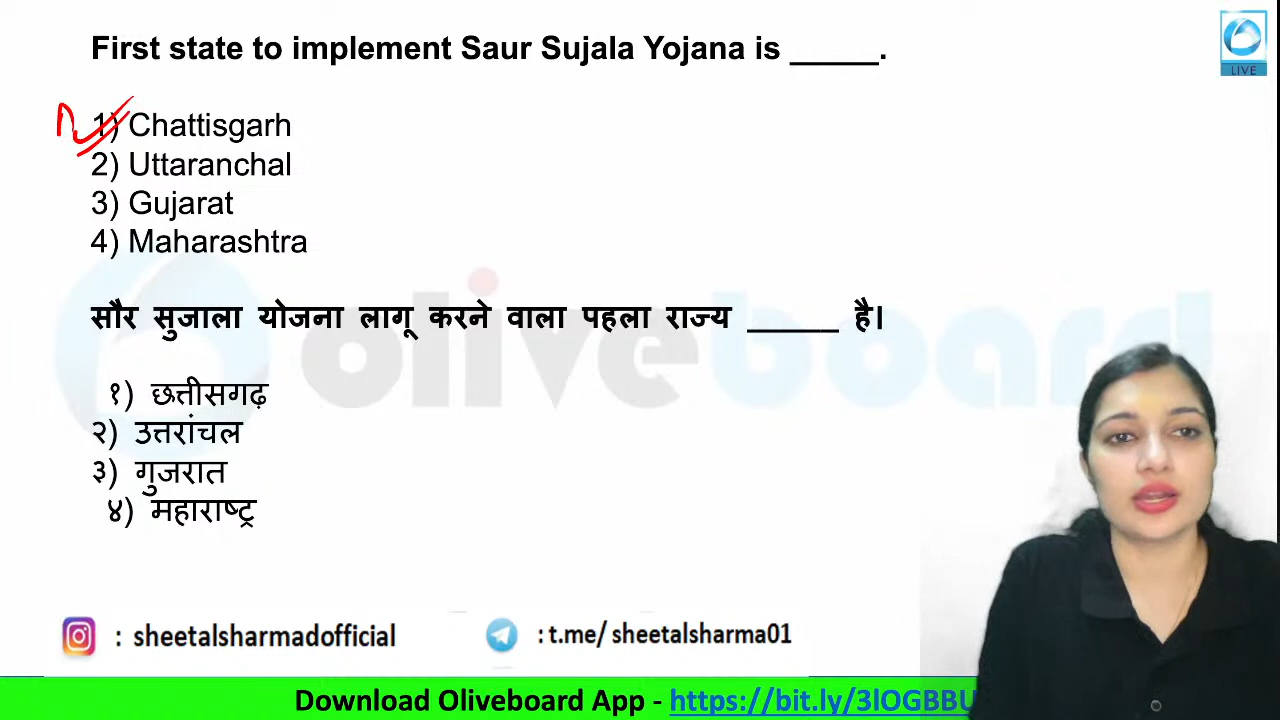 First state to implement Saur Sujala Yojana is _____.
LIVE
1) Chattisgarh
2) Uttaranchal
3) Gujarat
4) Maharashtra
oliveboard
सौर सुजाला योजना लागू करने वाला पहला राज्य _____ है।
१) छत्तीसगढ़
२) उत्तरांचल
३) गुजरात
४) महाराष्ट्र
: sheetalsharmadofficial
: t.me/ sheetalsharma01
Download Oliveboard App - https://bit.ly/3lOGBBU